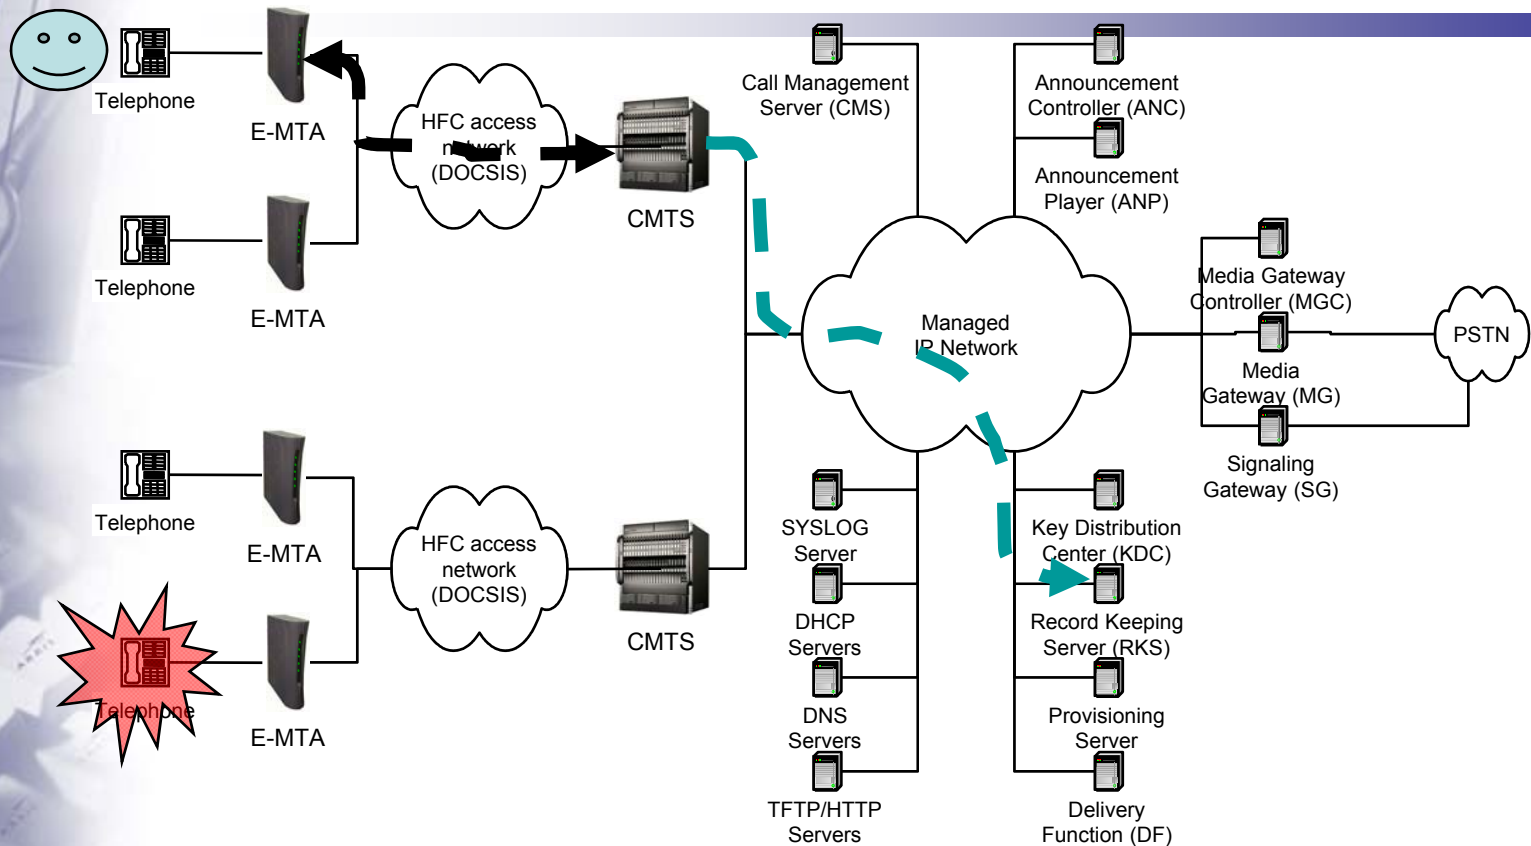 Telephone
E-MTA
HFC access
network
(DOCSIS)
CMTS
Call Management
Server (CMS)
Announcement
Controller (ANC)
Announcement
Player (ANP)
Telephone
E-MTA
Media Gateway
Controller (MGC)
Managed
IP Network
PSTN
Media
Gateway (MG)
Signaling
Gateway (SG)
Telephone
E-MTA
HFC access
network
(DOCSIS)
CMTS
Telephone
E-MTA
SYSLOG
Server
DHCP
Servers
DNS
Servers
TFTP/HTTP
Servers
Key Distribution
Center (KDC)
Record Keeping
Server (RKS)
Provisioning
Server
Delivery
Function (DF)